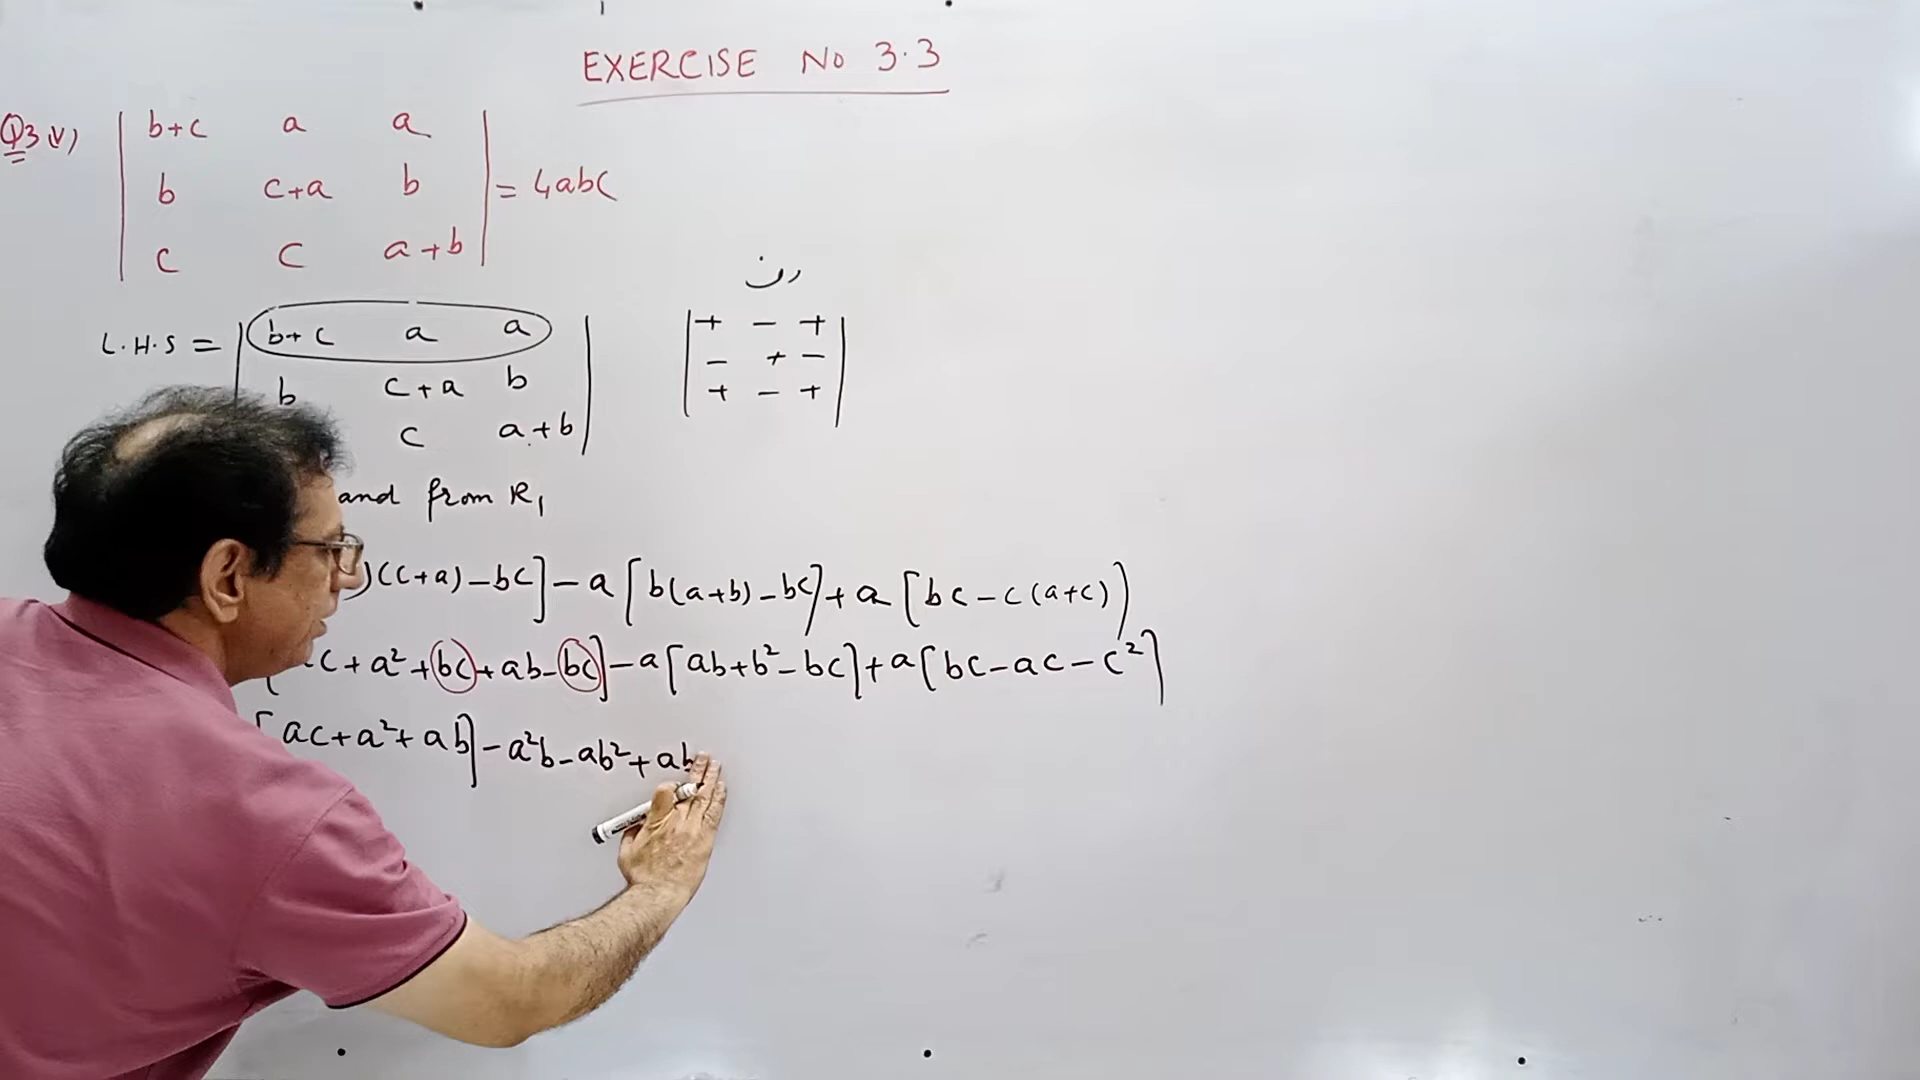 EXERCISE No 3.3
Q3(v) | b+c a a |
| b c+a b | = 4abc
| c c a+b |
L.H.S = | b+c a a |
b c+a b |
c a+b |
رف
| + - + |
| - + - |
| + - + |
and from R₁
)(c+a) - bc] - a[b(a+b) - bc] + a[bc - c(a+c)]
c + a² + bc + ab - bc] - a[ab + b² - bc] + a[bc - ac - c²]
[ac + a² + ab] - a²b - ab² + ab